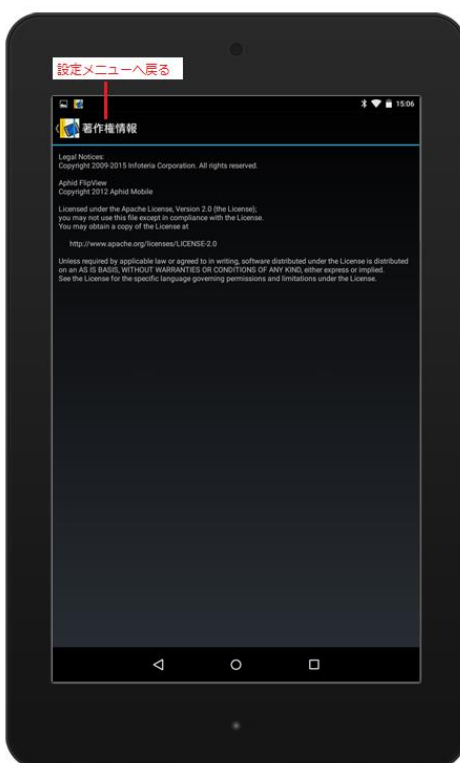 設定メニューへ戻る
15:06
著作権情報
Legal Notices:
Copyright 2009-2015 Infoteria Corporation. All rights reserved.
Aphid FlipView
Copyright 2012 Aphid Mobile
Licensed under the Apache License, Version 2.0 (the License);
you may not use this file except in compliance with the License.
You may obtain a copy of the License at
http://www.apache.org/licenses/LICENSE-2.0
Unless required by applicable law or agreed to in writing, software distributed under the License is distributed
on an AS IS BASIS, WITHOUT WARRANTIES OR CONDITIONS OF ANY KIND, either express or implied.
See the License for the specific language governing permissions and limitations under the License.